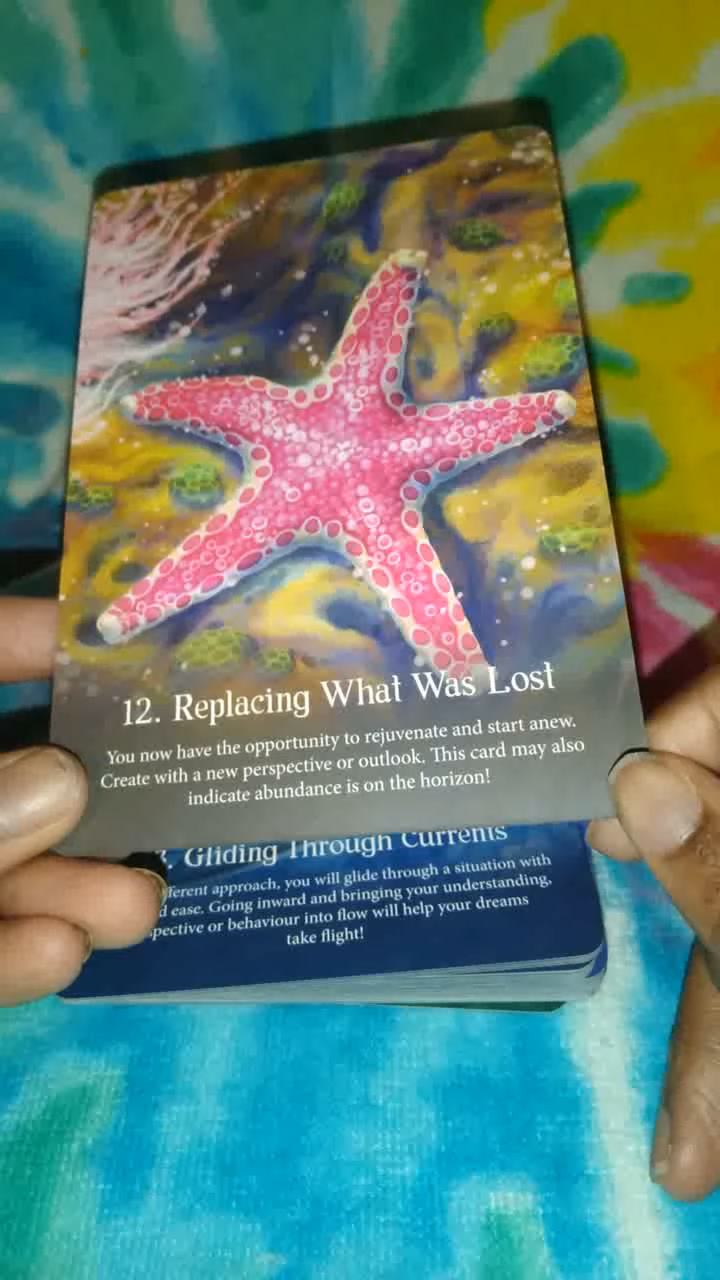 12. Replacing What Was Lost
You now have the opportunity to rejuvenate and start anew.
Create with a new perspective or outlook. This card may also
indicate abundance is on the horizon!
Gliding Through Currents
approach, you will glide through a situation with
ease. Going inward and bringing your understanding,
or behaviour into flow will help your dreams
take flight!